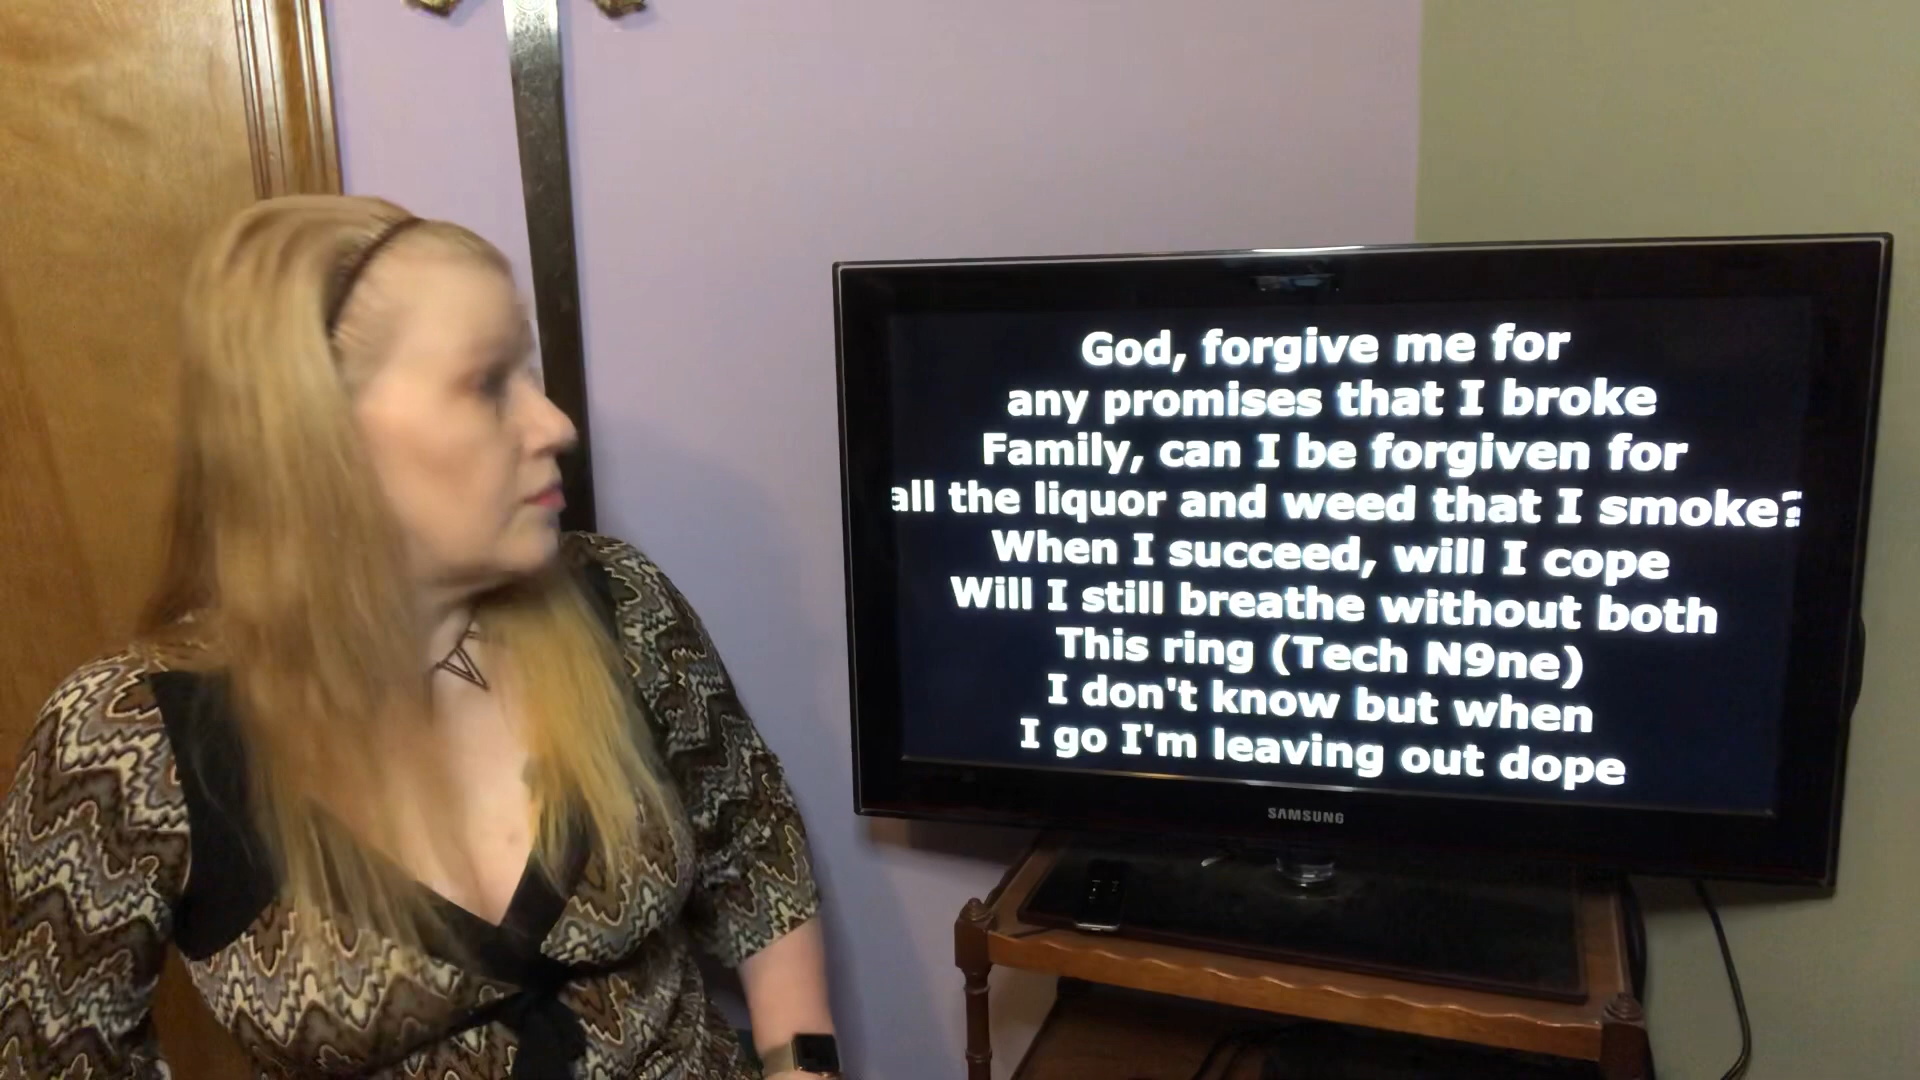 God, forgive me for
any promises that I broke
Family, can I be forgiven for
all the liquor and weed that I smoke?
When I succeed, will I cope
Will I still breathe without both
This ring (Tech N9ne)
I don't know but when
I go I'm leaving out dope
SAMSUNG